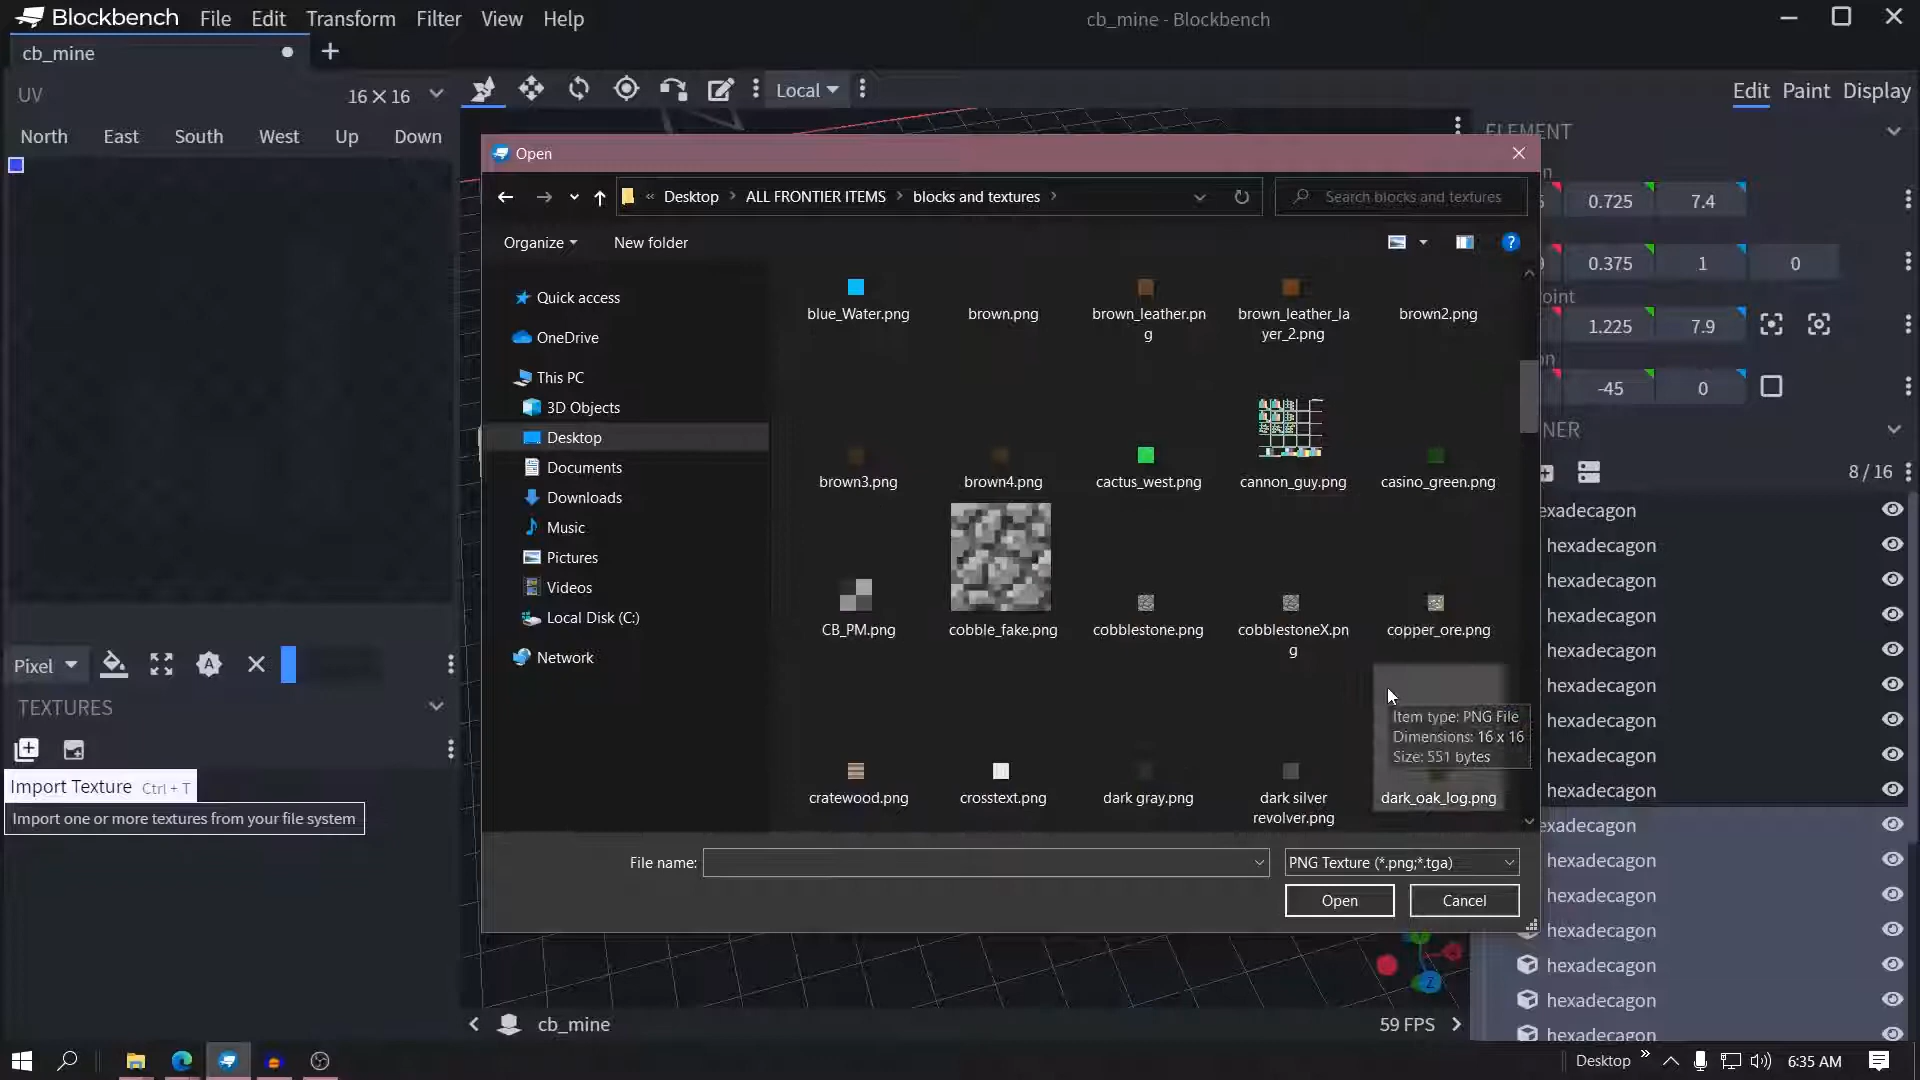 Blockbench File Edit Transform Filter View Help
cb_mine - Blockbench
cb_mine
UV
16 × 16
North East South West Up Down
Local
Edit Paint Display
ELEMENT
0.725 7.4
0.375 1 0
1.225 7.9
-45 0
8 / 16
Open
« Desktop > ALL FRONTIER ITEMS > blocks and textures >
Search blocks and textures
Organize
New folder
Quick access
OneDrive
This PC
3D Objects
Desktop
Documents
Downloads
Music
Pictures
Videos
Local Disk (C:)
Network
blue_Water.png
brown.png
brown_leather.pn
g
brown_leather_la
yer_2.png
brown2.png
brown3.png
brown4.png
cactus_west.png
cannon_guy.png
casino_green.png
CB_PM.png
cobble_fake.png
cobblestone.png
cobblestoneX.pn
g
copper_ore.png
cratewood.png
crosstext.png
dark gray.png
dark silver
revolver.png
dark_oak_log.png
Item type: PNG File
Dimensions: 16 x 16
Size: 551 bytes
File name:
PNG Texture (*.png;*.tga)
Open
Cancel
exadecagon
hexadecagon
hexadecagon
hexadecagon
hexadecagon
hexadecagon
hexadecagon
hexadecagon
hexadecagon
exadecagon
hexadecagon
hexadecagon
hexadecagon
hexadecagon
hexadecagon
hexadecagon
Pixel
TEXTURES
Import Texture Ctrl + T
Import one or more textures from your file system
cb_mine
59 FPS
Z
Desktop
6:35 AM